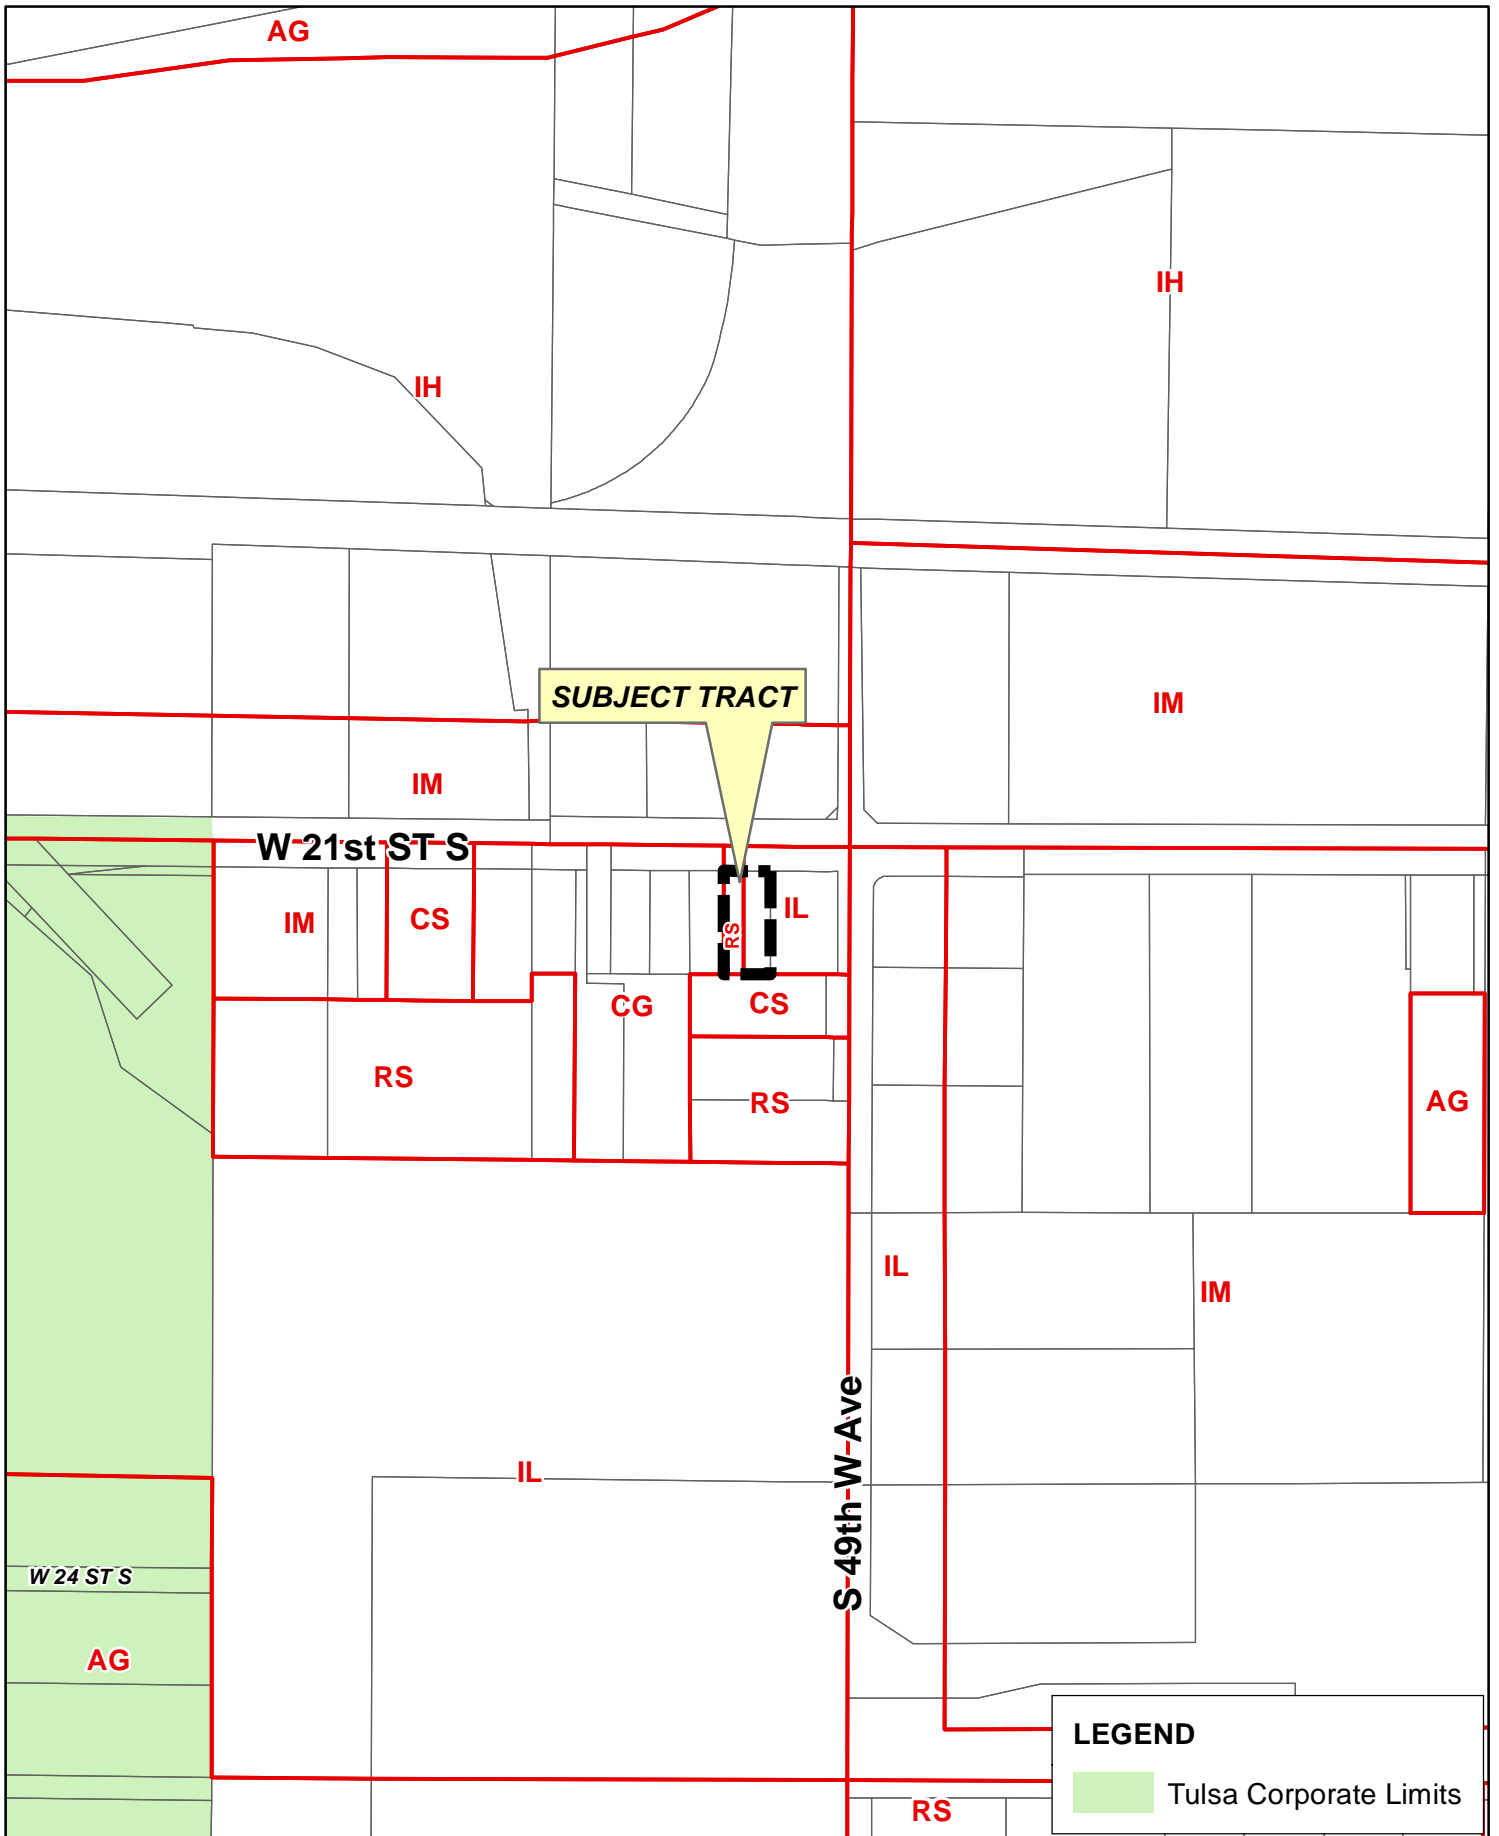 AG
IH
IH
SUBJECT TRACT
IM
IM
W 21st ST S
IM
CS
RS
IL
CG
CS
RS
RS
AG
IL
IM
S 49th W Ave
IL
W 24 ST S
AG
LEGEND
Tulsa Corporate Limits
RS